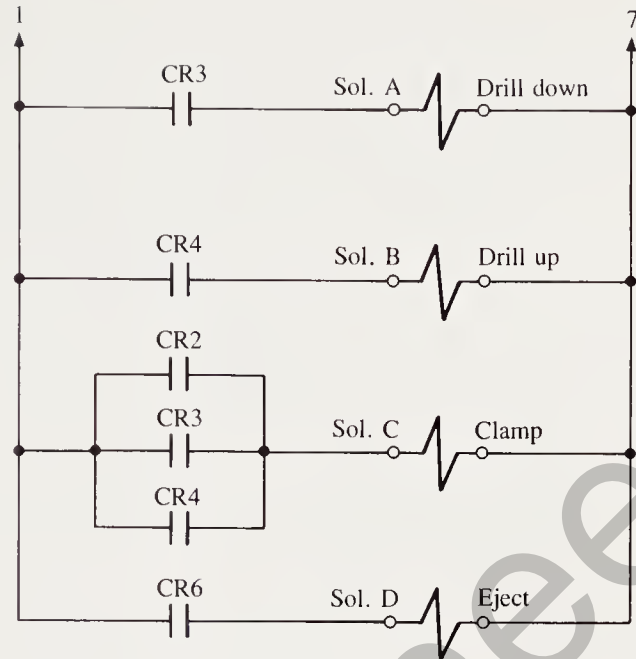 1 7
CR3 Sol. A Drill down
CR4 Sol. B Drill up
CR2
CR3 Sol. C Clamp
CR4
CR6 Sol. D Eject